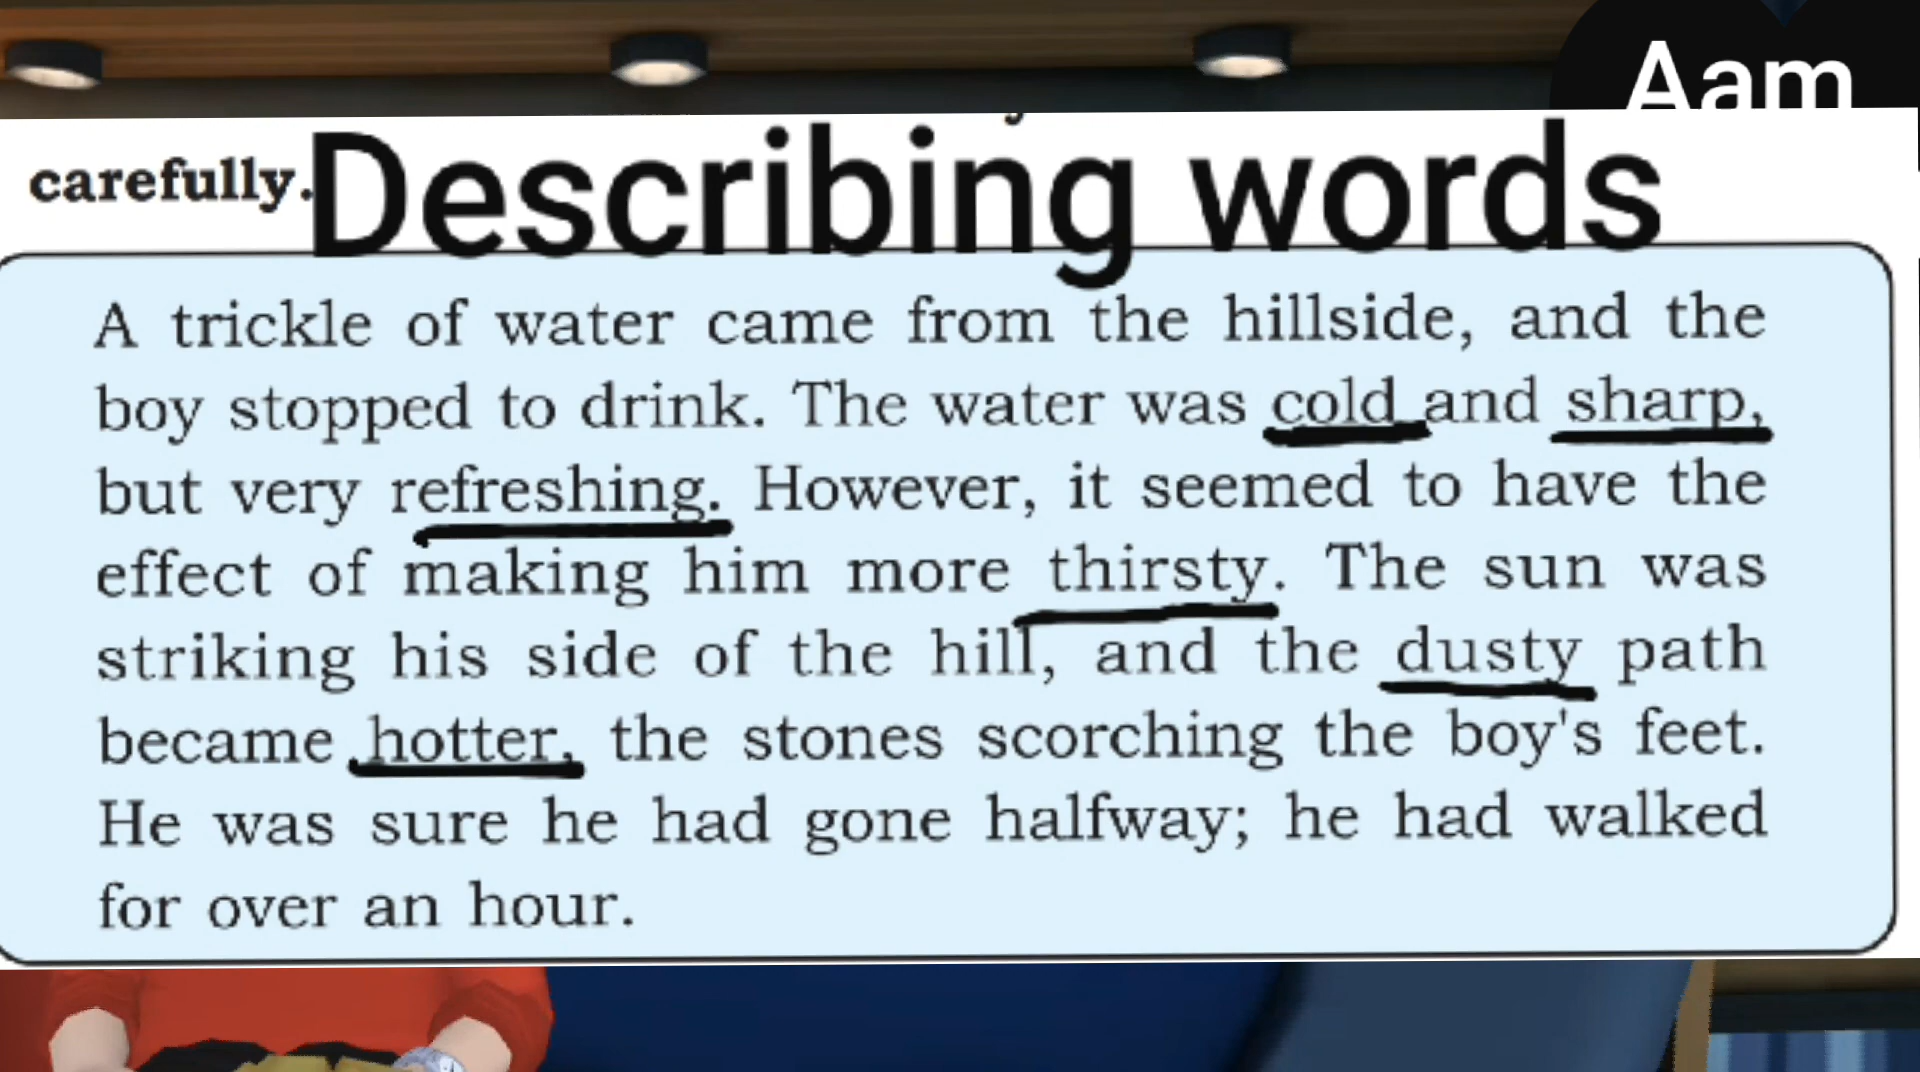 Aam
carefully.
Describing words
A trickle of water came from the hillside, and the
boy stopped to drink. The water was cold and sharp,
but very refreshing. However, it seemed to have the
effect of making him more thirsty. The sun was
striking his side of the hill, and the dusty path
became hotter, the stones scorching the boy's feet.
He was sure he had gone halfway; he had walked
for over an hour.